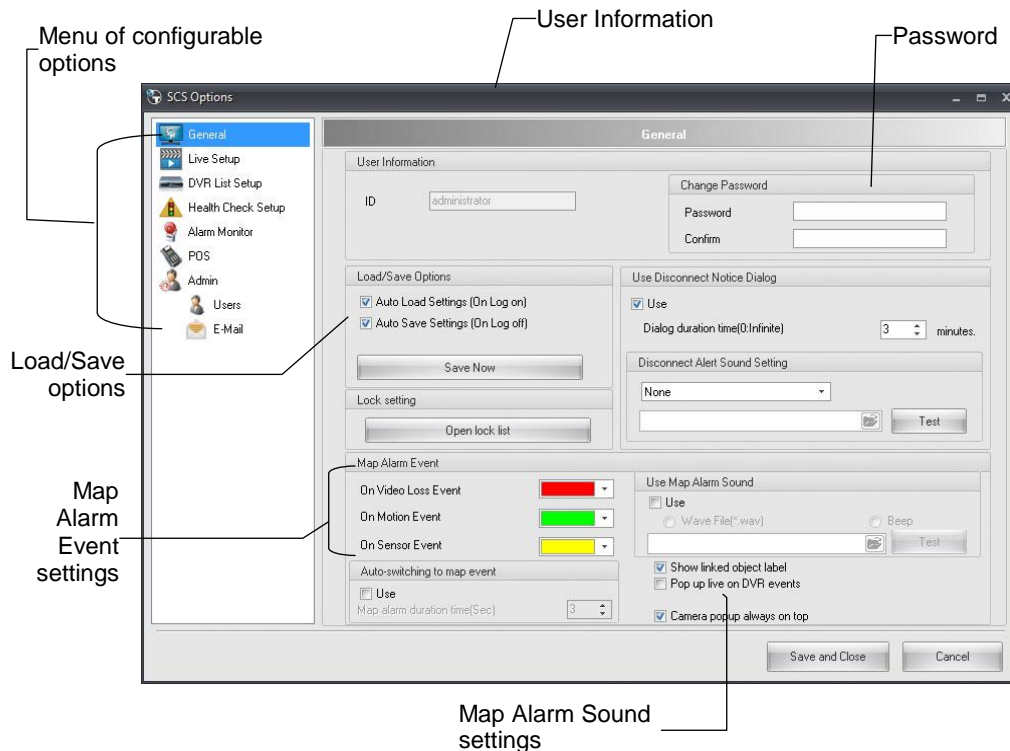 User Information
Menu of configurable
options
Password
SCS Options
General
Live Setup
DVR List Setup
Health Check Setup
Alarm Monitor
POS
Admin
Users
E-Mail
General
User Information
ID
administrator
Change Password
Password
Confirm
Load/Save Options
Auto Load Settings (On Log on)
Auto Save Settings (On Log off)
Save Now
Lock setting
Open lock list
Use Disconnect Notice Dialog
Use
Dialog duration time(0:Infinite)
3
minutes.
Disconnect Alert Sound Setting
None
Test
Map Alarm Event
On Video Loss Event
On Motion Event
On Sensor Event
Auto-switching to map event
Use
Map alarm duration time(Sec)
3
Use Map Alarm Sound
Use
Wave File(*.wav)
Beep
Test
Show linked object label
Pop up live on DVR events
Camera popup always on top
Save and Close
Cancel
Load/Save
options
Map
Alarm
Event
settings
Map Alarm Sound
settings